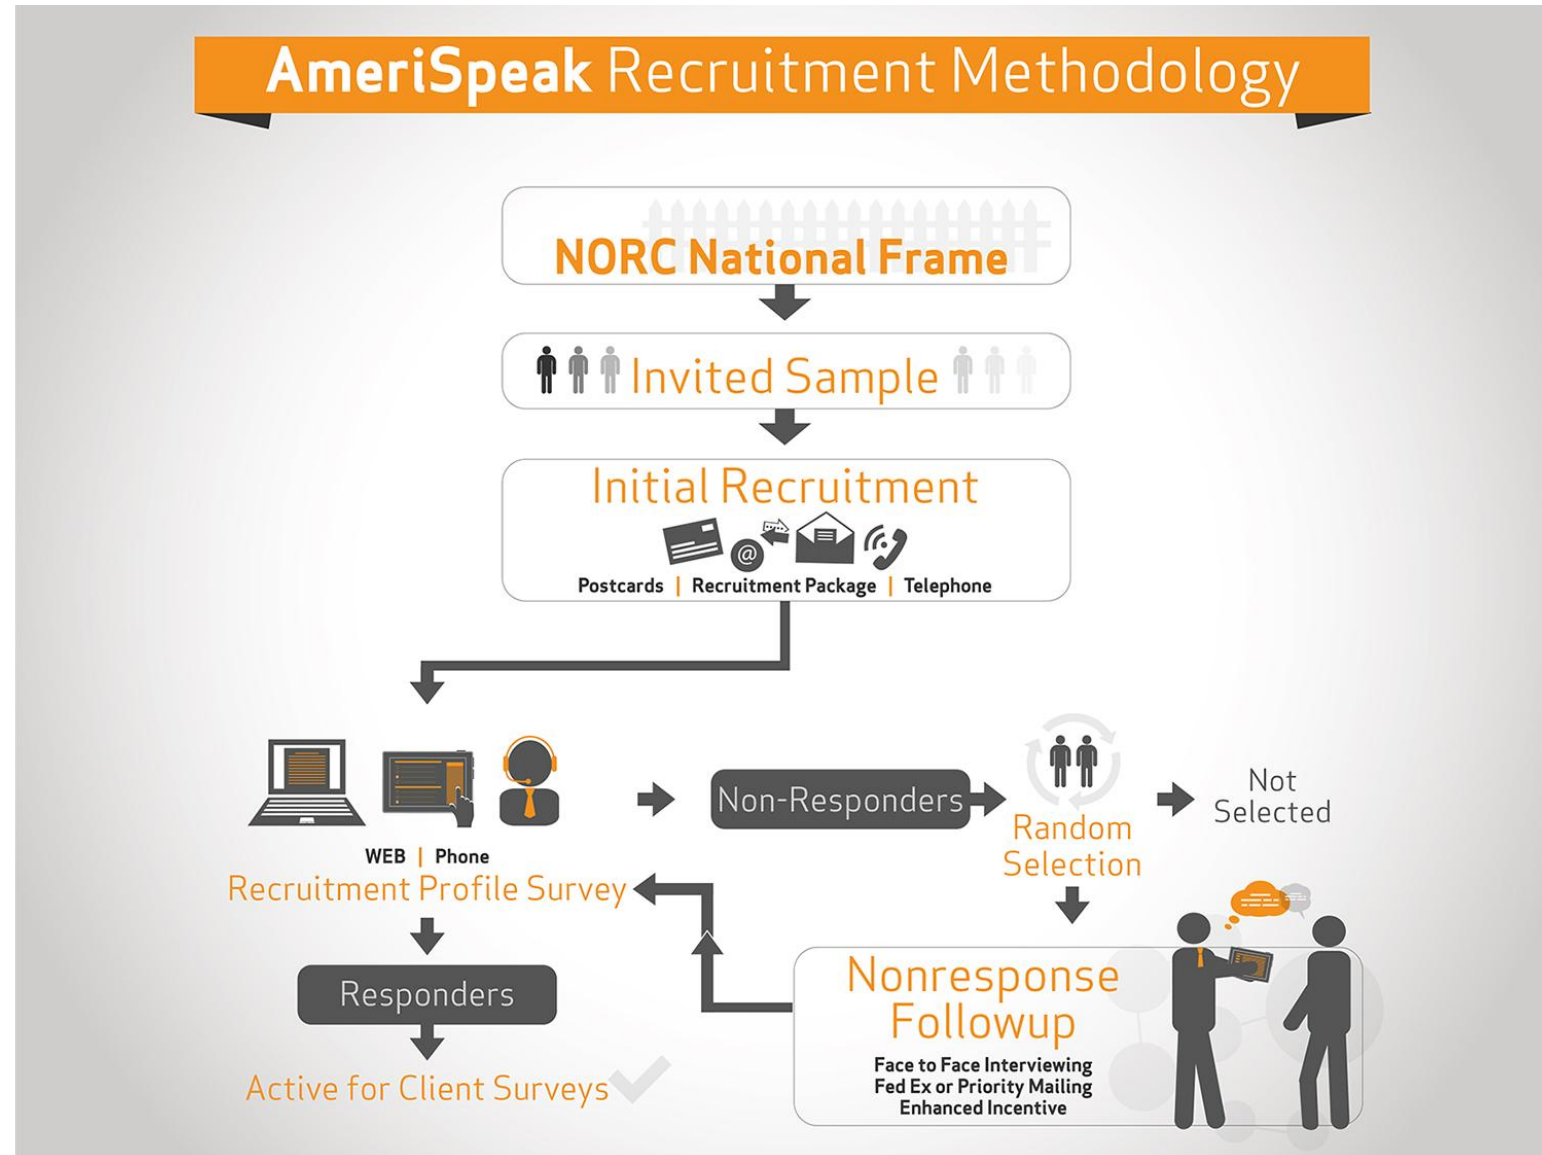 AmeriSpeak Recruitment Methodology
NORC National Frame
Invited Sample
Initial Recruitment
@
Postcards | Recruitment Package | Telephone
WEB | Phone
Recruitment Profile Survey
Non-Responders
Random
Selection
Not
Selected
Responders
Active for Client Surveys
Nonresponse
Followup
Face to Face Interviewing
Fed Ex or Priority Mailing
Enhanced Incentive